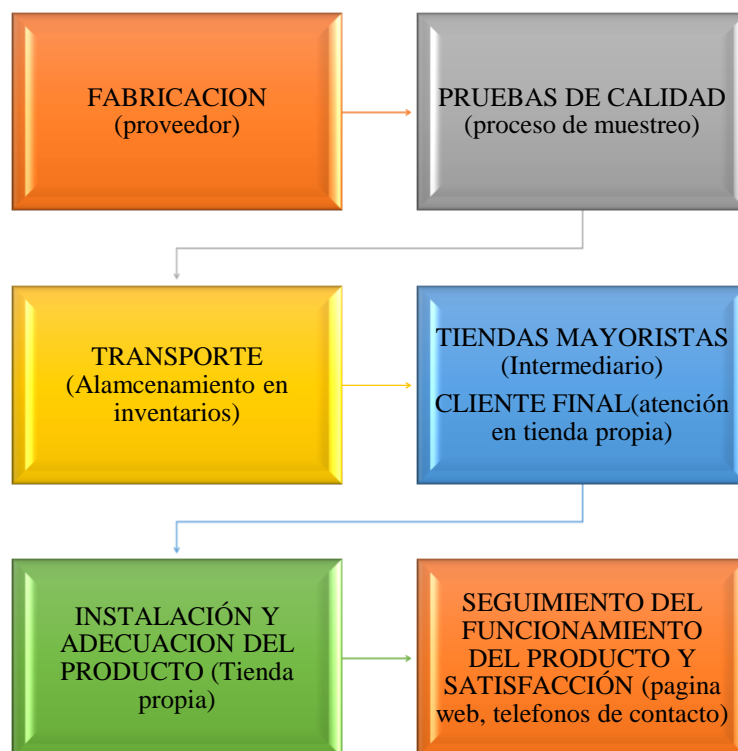 FABRICACION
(proveedor)
PRUEBAS DE CALIDAD
(proceso de muestreo)
TRANSPORTE
(Alamcenamiento en
inventarios)
TIENDAS MAYORISTAS
(Intermediario)
CLIENTE FINAL(atención
en tienda propia)
INSTALACIÓN Y
ADECUACION DEL
PRODUCTO (Tienda
propia)
SEGUIMIENTO DEL
FUNCIONAMIENTO
DEL PRODUCTO Y
SATISFACCIÓN (pagina
web, telefonos de contacto)